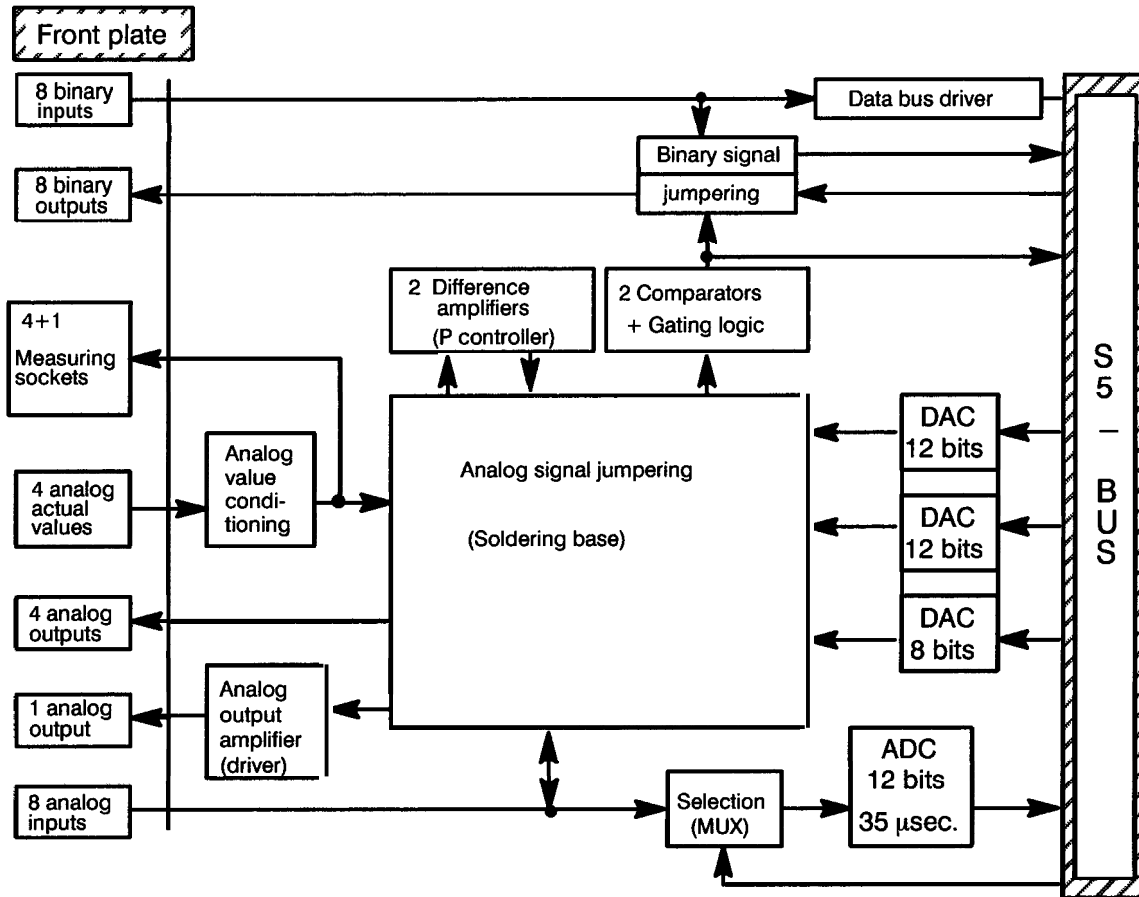 Front plate
8 binary
inputs
Data bus driver
Binary signal
jumpering
8 binary
outputs
2 Difference
amplifiers
(P controller)
2 Comparators
+ Gating logic
4+1
Measuring
sockets
S5 – BUS
DAC
12 bits
Analog
value
condi-
tioning
Analog signal jumpering
(Soldering base)
4 analog
actual
values
DAC
12 bits
4 analog
outputs
DAC
8 bits
1 analog
output
Analog
output
amplifier
(driver)
ADC
12 bits
35 μsec.
8 analog
inputs
Selection
(MUX)